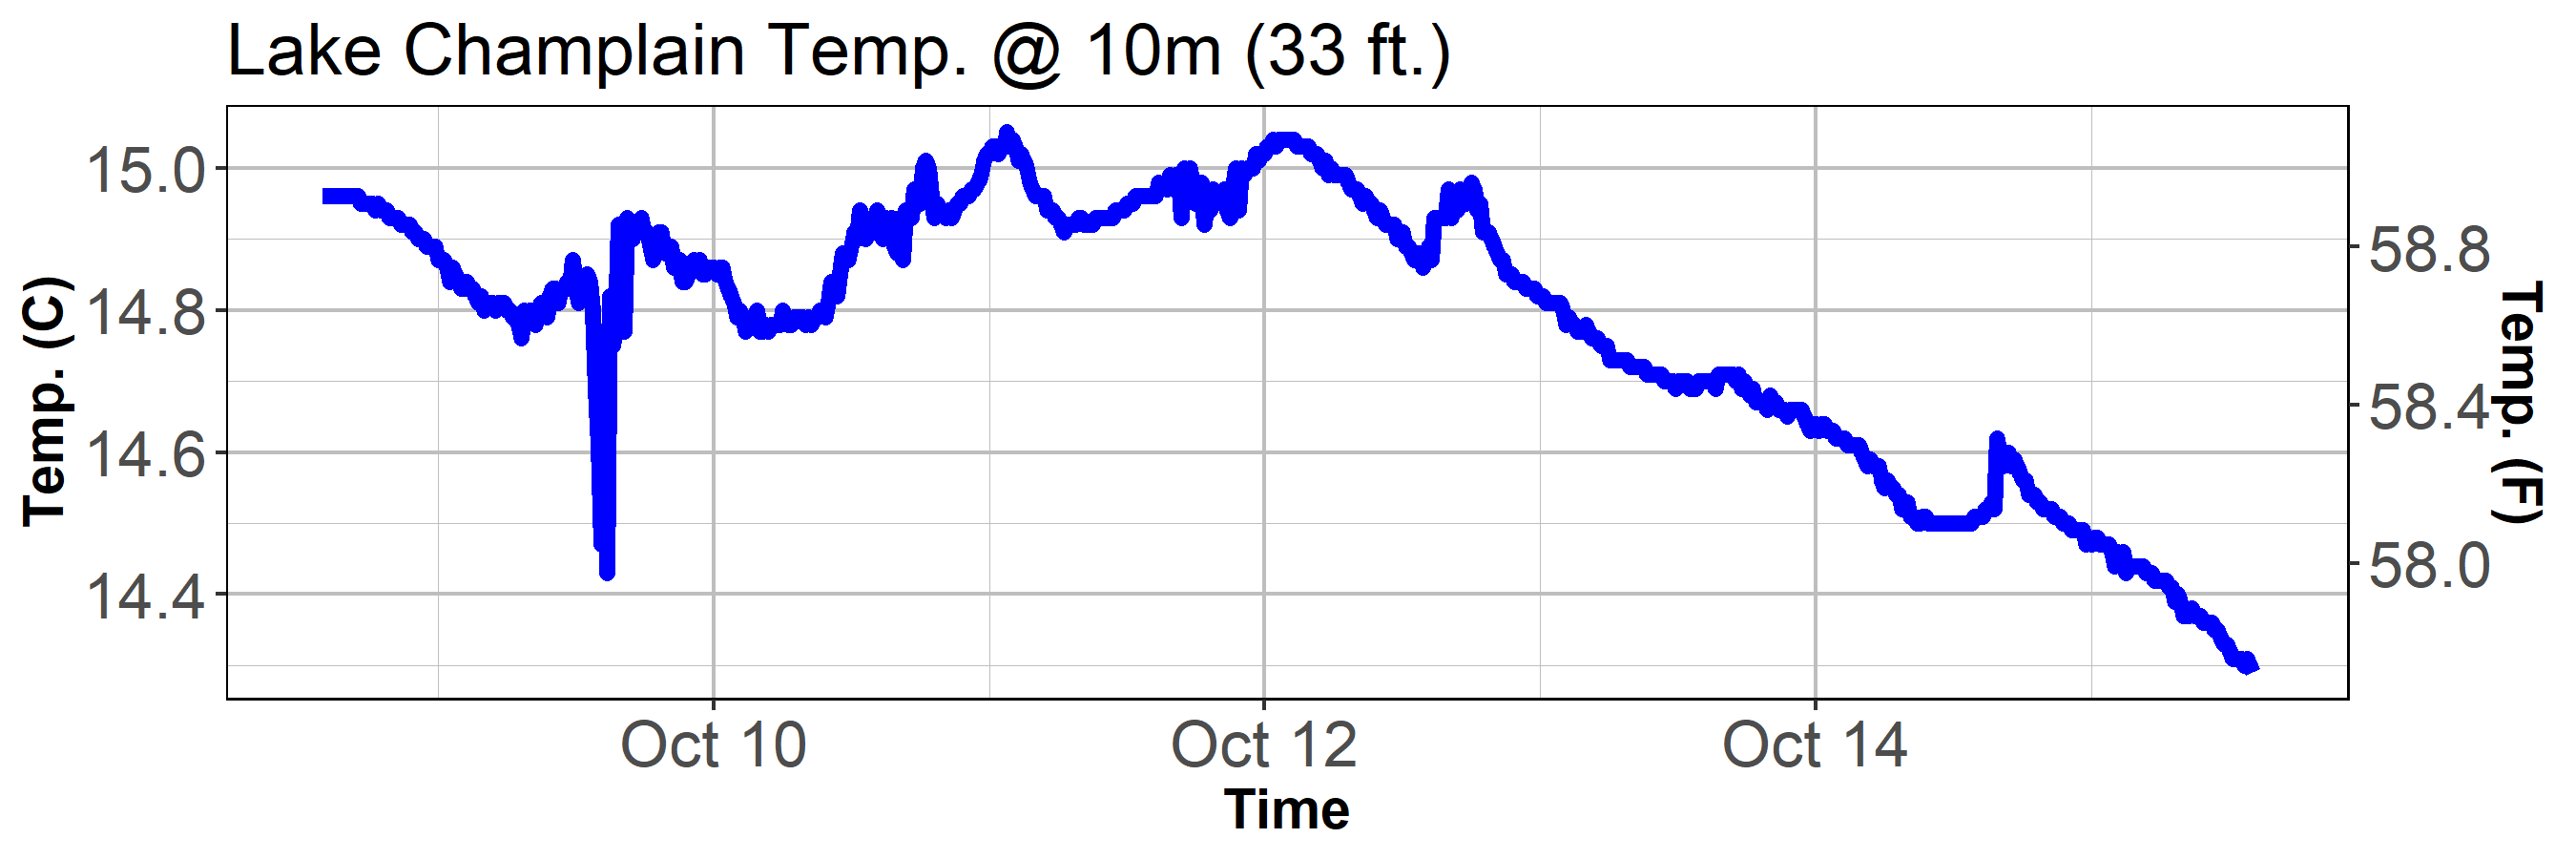 Lake Champlain Temp. @ 10m (33 ft.)
Temp. (C)
15.0
14.8
14.6
14.4
58.8
58.4
58.0
Temp. (F)
Oct 10
Oct 12
Oct 14
Time